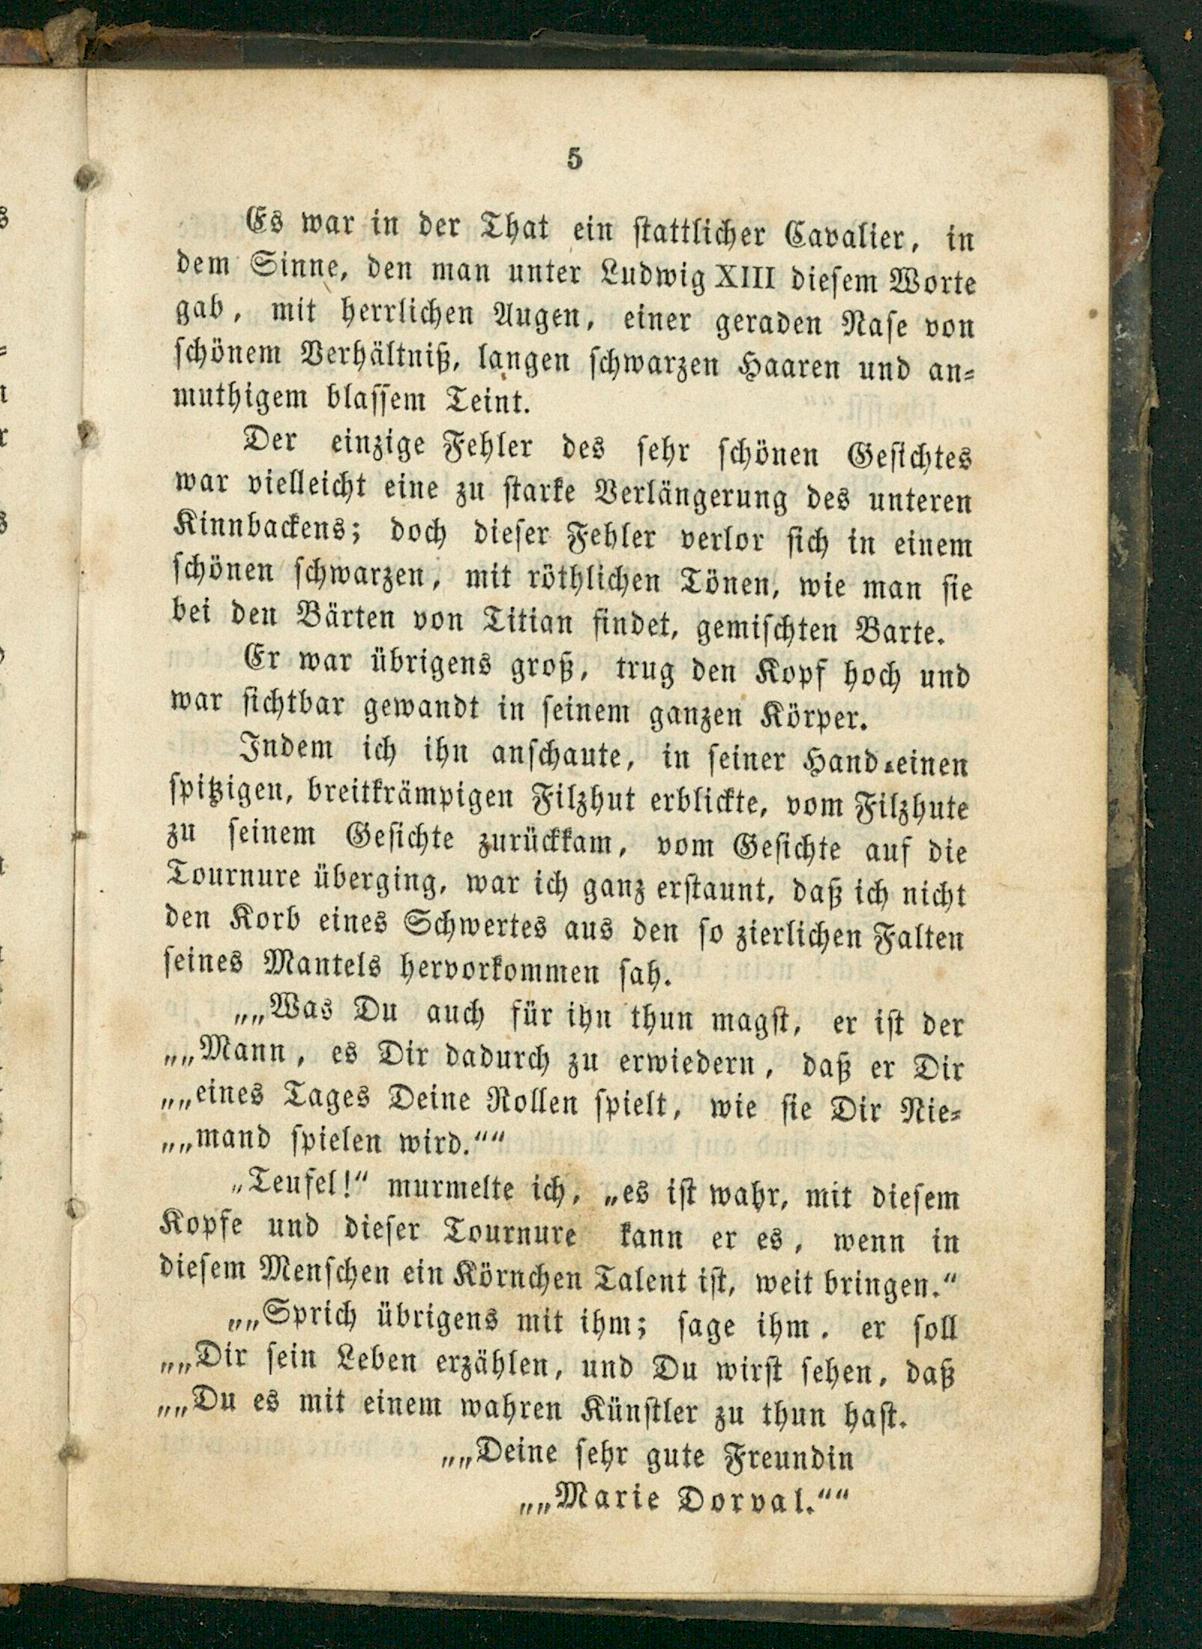 5
Es war in der That ein stattlicher Cavalier, in
dem Sinne, den man unter Ludwig XIII diesem Worte
gab, mit herrlichen Augen, einer geraden Nase von
schönem Verhältniß, langen schwarzen Haaren und an=
muthigem blassem Teint.
Der einzige Fehler des sehr schönen Gesichtes
war vielleicht eine zu starke Verlängerung des unteren
Kinnbackens; doch dieser Fehler verlor sich in einem
schönen schwarzen, mit röthlichen Tönen, wie man sie
bei den Bärten von Titian findet, gemischten Barte.
Er war übrigens groß, trug den Kopf hoch und
war sichtbar gewandt in seinem ganzen Körper.
Indem ich ihn anschaute, in seiner Hand einen
spitzigen, breitkrämpigen Filzhut erblickte, vom Filzhute
zu seinem Gesichte zurückkam, vom Gesichte auf die
Tournure überging, war ich ganz erstaunt, daß ich nicht
den Korb eines Schwertes aus den so zierlichen Falten
seines Mantels hervorkommen sah.
„„Was Du auch für ihn thun magst, er ist der
„„Mann, es Dir dadurch zu erwiedern, daß er Dir
„„eines Tages Deine Rollen spielt, wie sie Dir Nie=
„„mand spielen wird.““
„Teufel!“ murmelte ich, „es ist wahr, mit diesem
Kopfe und dieser Tournure kann er es, wenn in
diesem Menschen ein Körnchen Talent ist, weit bringen.“
„„Sprich übrigens mit ihm; sage ihm, er soll
„„Dir sein Leben erzählen, und Du wirst sehen, daß
„„Du es mit einem wahren Künstler zu thun hast.
„„Deine sehr gute Freundin
„„Marie Dorval.““